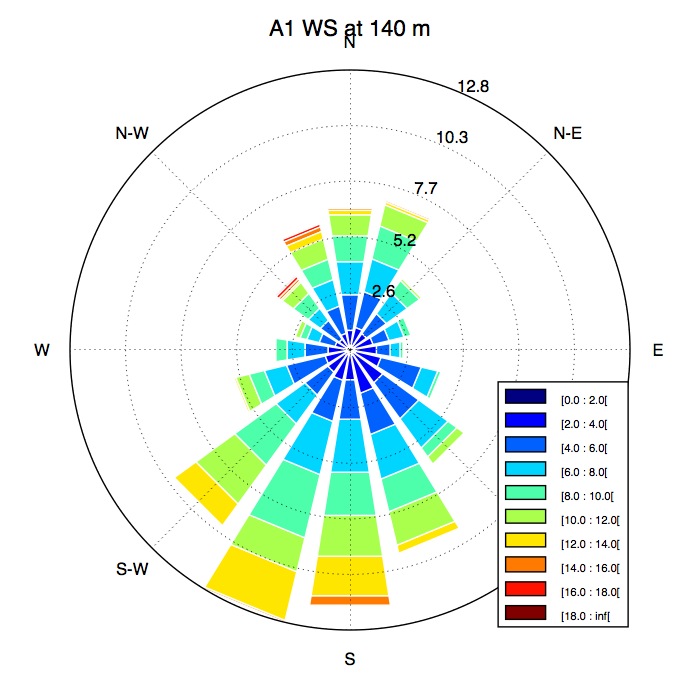 A1 WS at 140 m
N
12.8
N-W
10.3
N-E
7.7
5.2
2.6
W
E
[0.0 : 2.0[
[2.0 : 4.0[
[4.0 : 6.0[
[6.0 : 8.0[
[8.0 : 10.0[
[10.0 : 12.0[
[12.0 : 14.0[
[14.0 : 16.0[
[16.0 : 18.0[
[18.0 : inf[
S-W
S